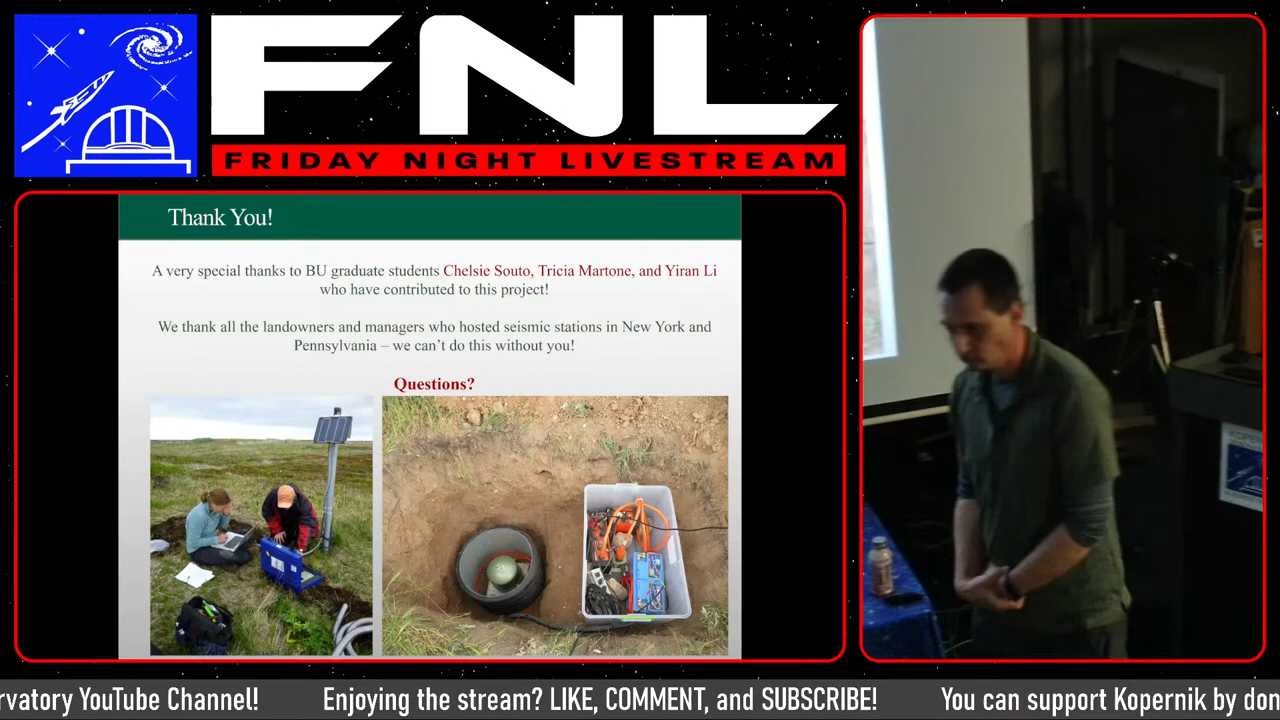 FNL
FRIDAY NIGHT LIVESTREAM
Thank You!
A very special thanks to BU graduate students Chelsie Souto, Tricia Martone, and Yiran Li
who have contributed to this project!
We thank all the landowners and managers who hosted seismic stations in New York and
Pennsylvania – we can't do this without you!
Questions?
rvatory YouTube Channel! Enjoying the stream? LIKE, COMMENT, and SUBSCRIBE! You can support Kopernik by don